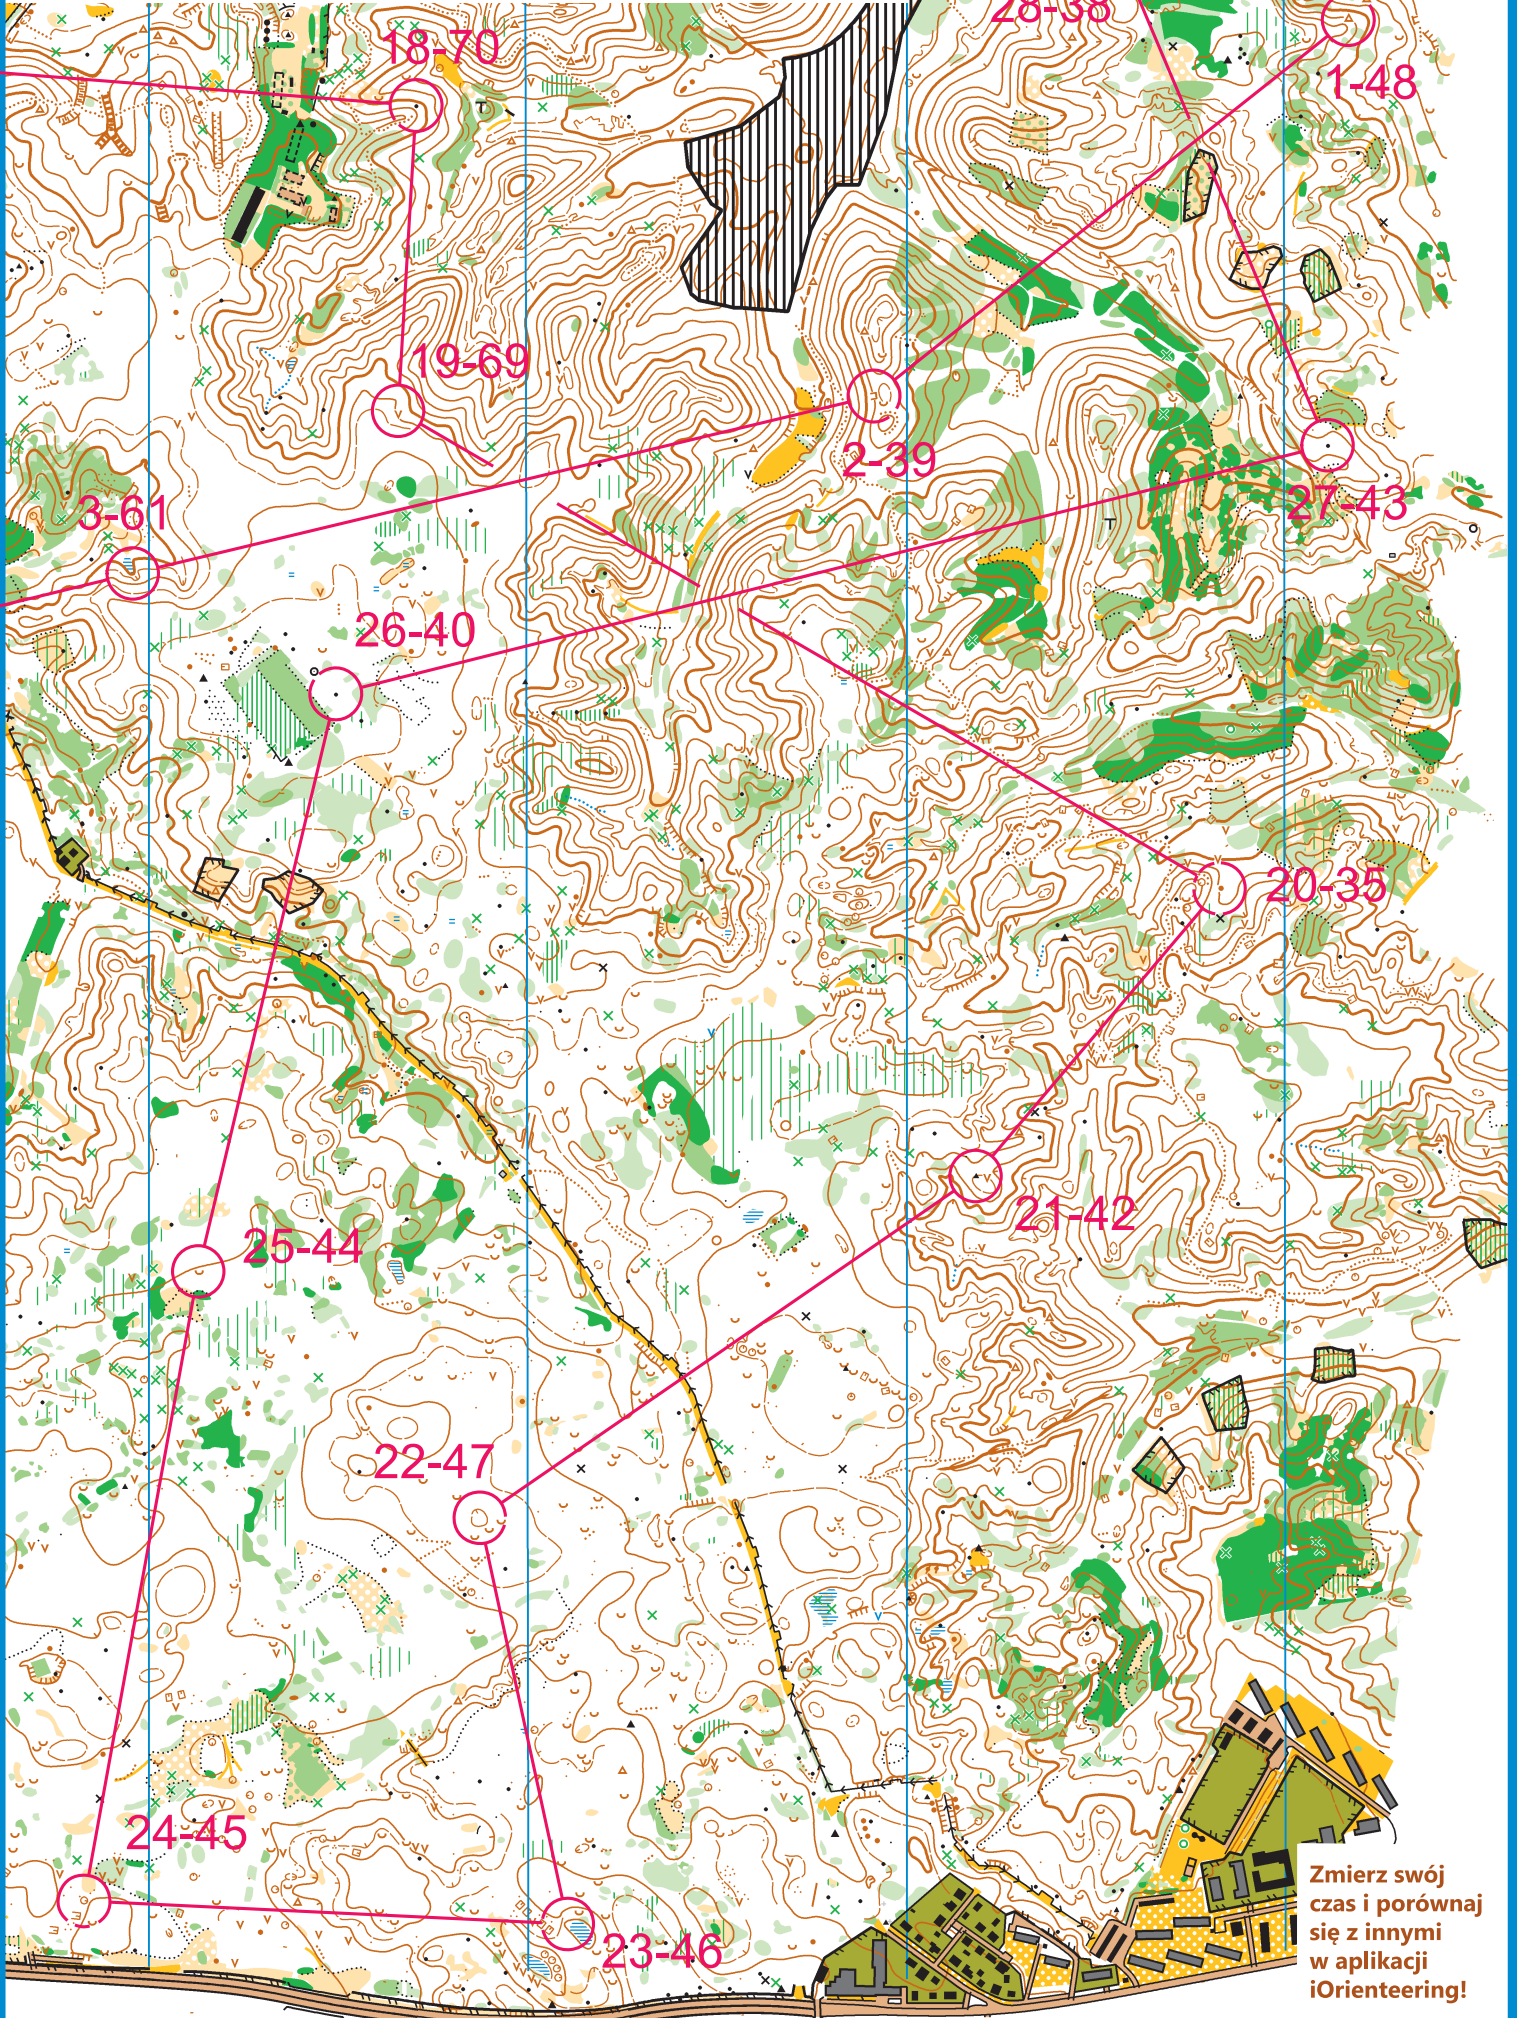 28-38
18-70
1-48
19-69
2-39
3-61
27-43
26-40
20-35
21-42
25-44
22-47
24-45
23-46
Zmierz swój
czas i porównaj
się z innymi
w aplikacji
iOrienteering!